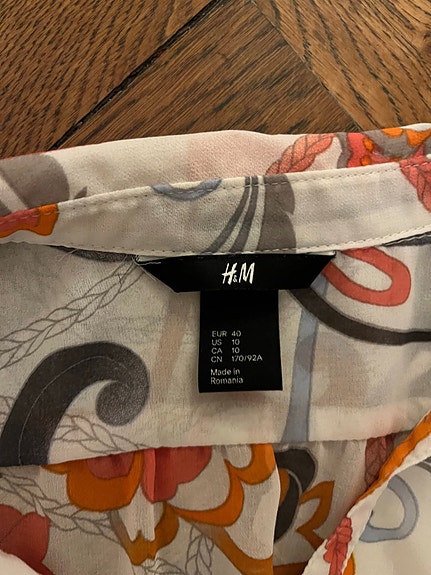 H&M
EUR 40
US 10
CA 10
CN 170/92A
Made in
Romania